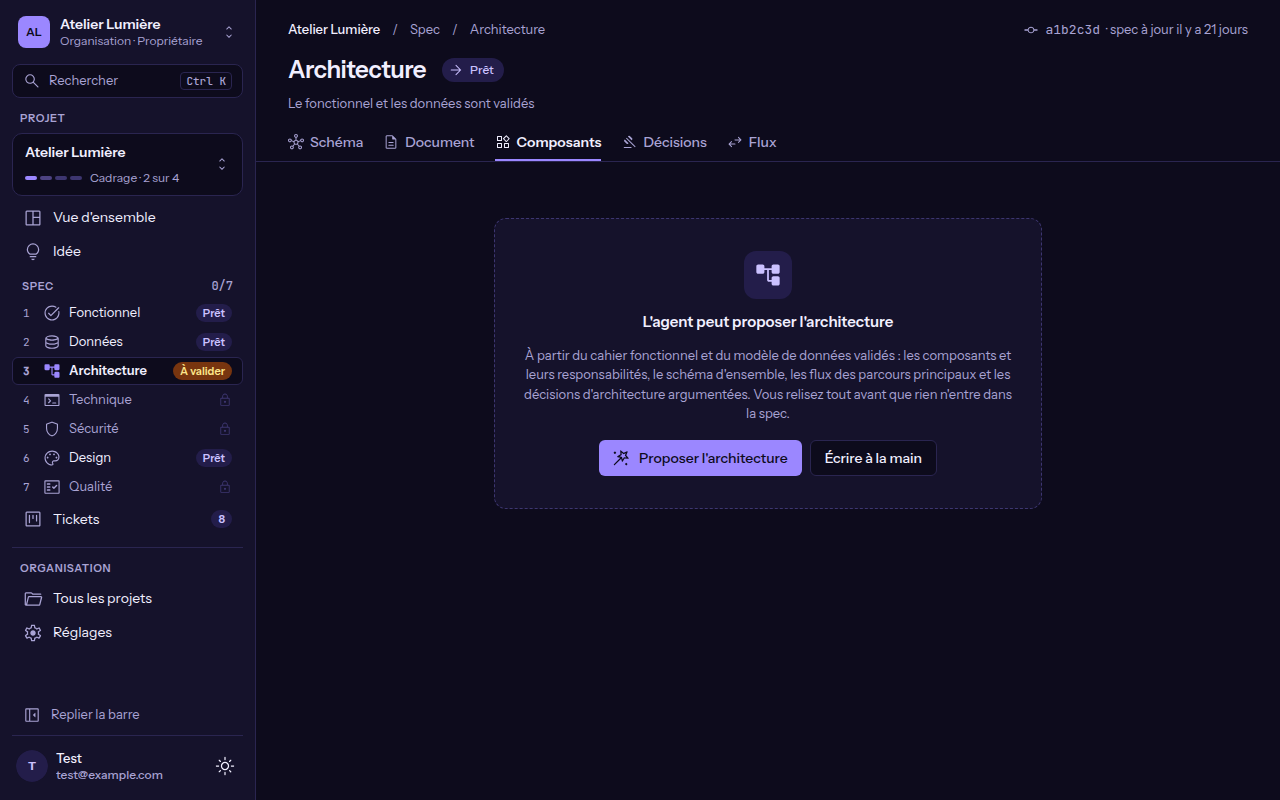 AL
Atelier Lumière
Organisation · Propriétaire
Rechercher
Ctrl K
PROJET
Atelier Lumière
Cadrage · 2 sur 4
Vue d'ensemble
Idée
SPEC 0/7
1 Fonctionnel Prêt
2 Données Prêt
3 Architecture À valider
4 Technique
5 Sécurité
6 Design Prêt
7 Qualité
Tickets 8
ORGANISATION
Tous les projets
Réglages
Replier la barre
T
Test
test@example.com
Atelier Lumière / Spec / Architecture
a1b2c3d · spec à jour il y a 21 jours
Architecture
Prêt
Le fonctionnel et les données sont validés
Schéma
Document
Composants
Décisions
Flux
L'agent peut proposer l'architecture
À partir du cahier fonctionnel et du modèle de données validés : les composants et
leurs responsabilités, le schéma d'ensemble, les flux des parcours principaux et les
décisions d'architecture argumentées. Vous relisez tout avant que rien n'entre dans
la spec.
Proposer l'architecture
Écrire à la main